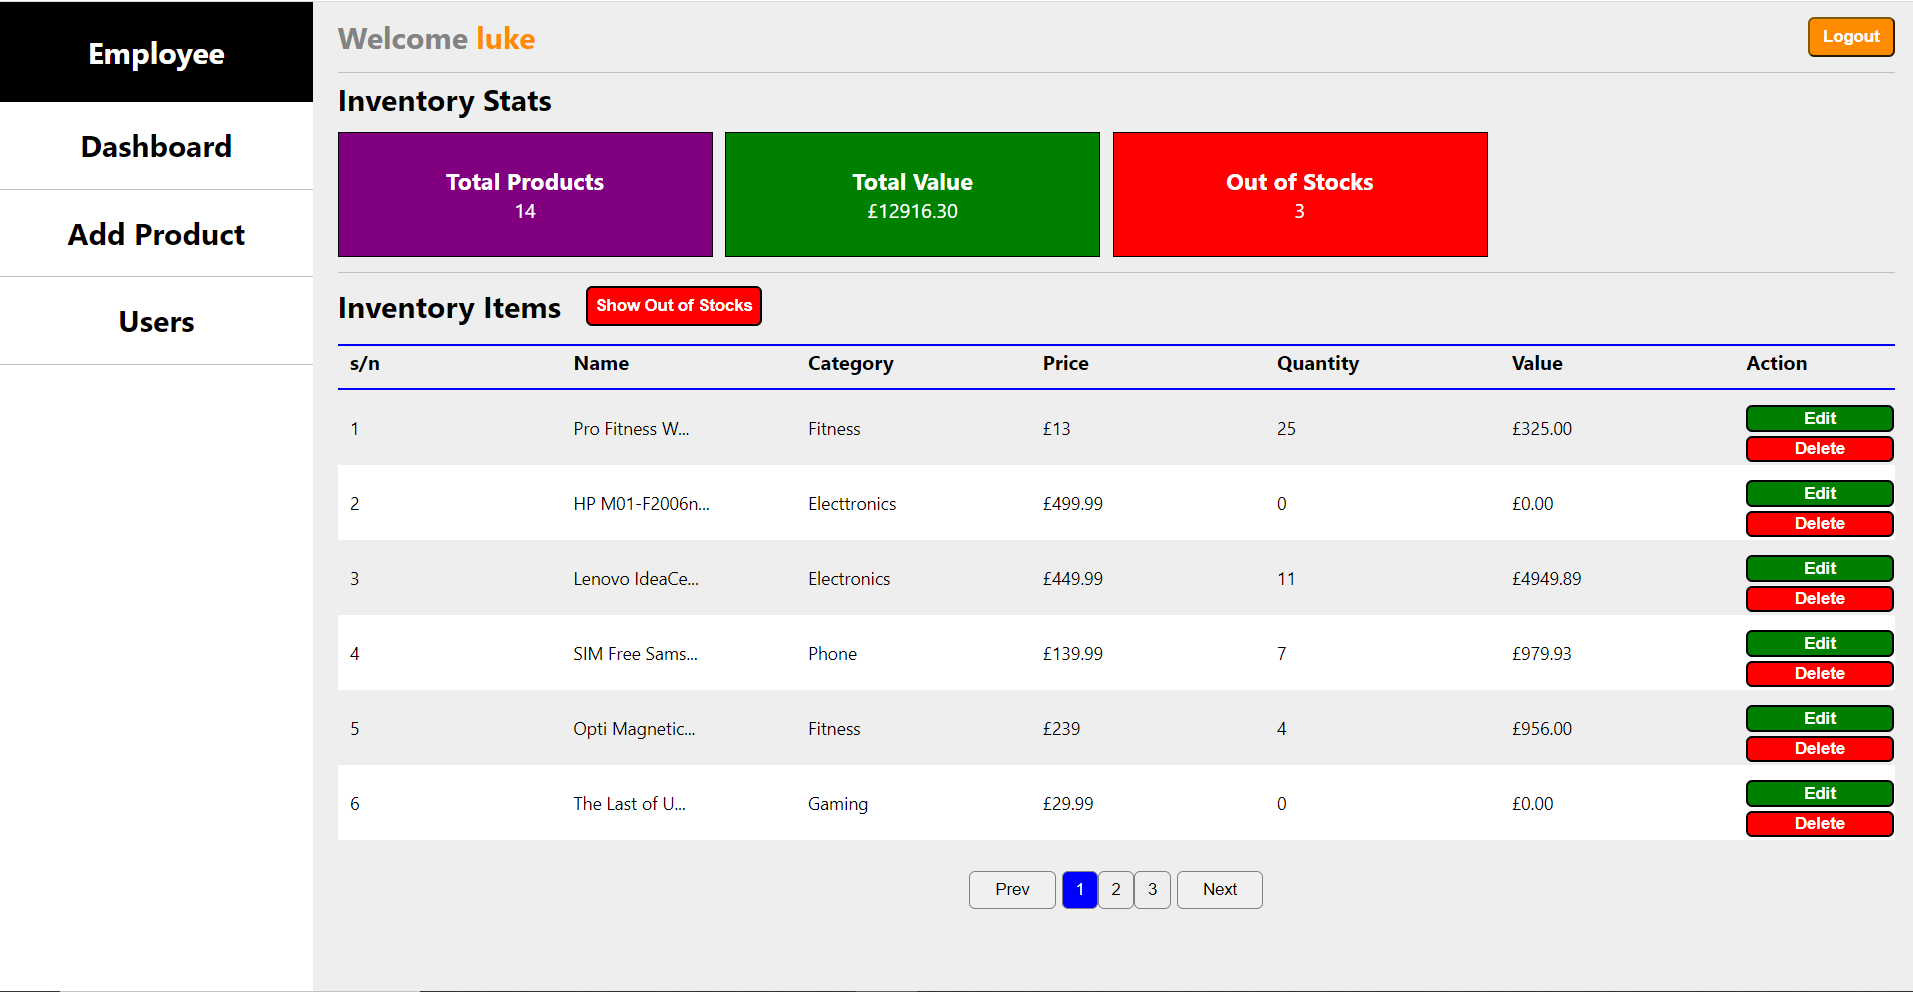 Employee
Dashboard
Add Product
Users
Welcome luke
Logout
Inventory Stats
Total Products
14
Total Value
£12916.30
Out of Stocks
3
Inventory Items
Show Out of Stocks
s/n Name Category Price Quantity Value Action
1 Pro Fitness W... Fitness £13 25 £325.00
Edit
Delete
2 HP M01-F2006n... Electtronics £499.99 0 £0.00
Edit
Delete
3 Lenovo IdeaCe... Electronics £449.99 11 £4949.89
Edit
Delete
4 SIM Free Sams... Phone £139.99 7 £979.93
Edit
Delete
5 Opti Magnetic... Fitness £239 4 £956.00
Edit
Delete
6 The Last of U... Gaming £29.99 0 £0.00
Edit
Delete
Prev 1 2 3 Next